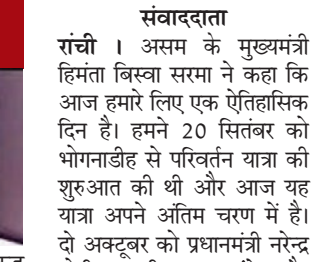 संवाददाता
रांची । असम के मुख्यमंत्री
हिमंता बिस्वा सरमा ने कहा कि
आज हमारे लिए एक ऐतिहासिक
दिन है। हमने 20 सितंबर को
भोगनाडीह से परिवर्तन यात्रा की
शुरुआत की थी और आज यह
यात्रा अपने अंतिम चरण में है।
दो अक्टूबर को प्रधानमंत्री नरेन्द्र